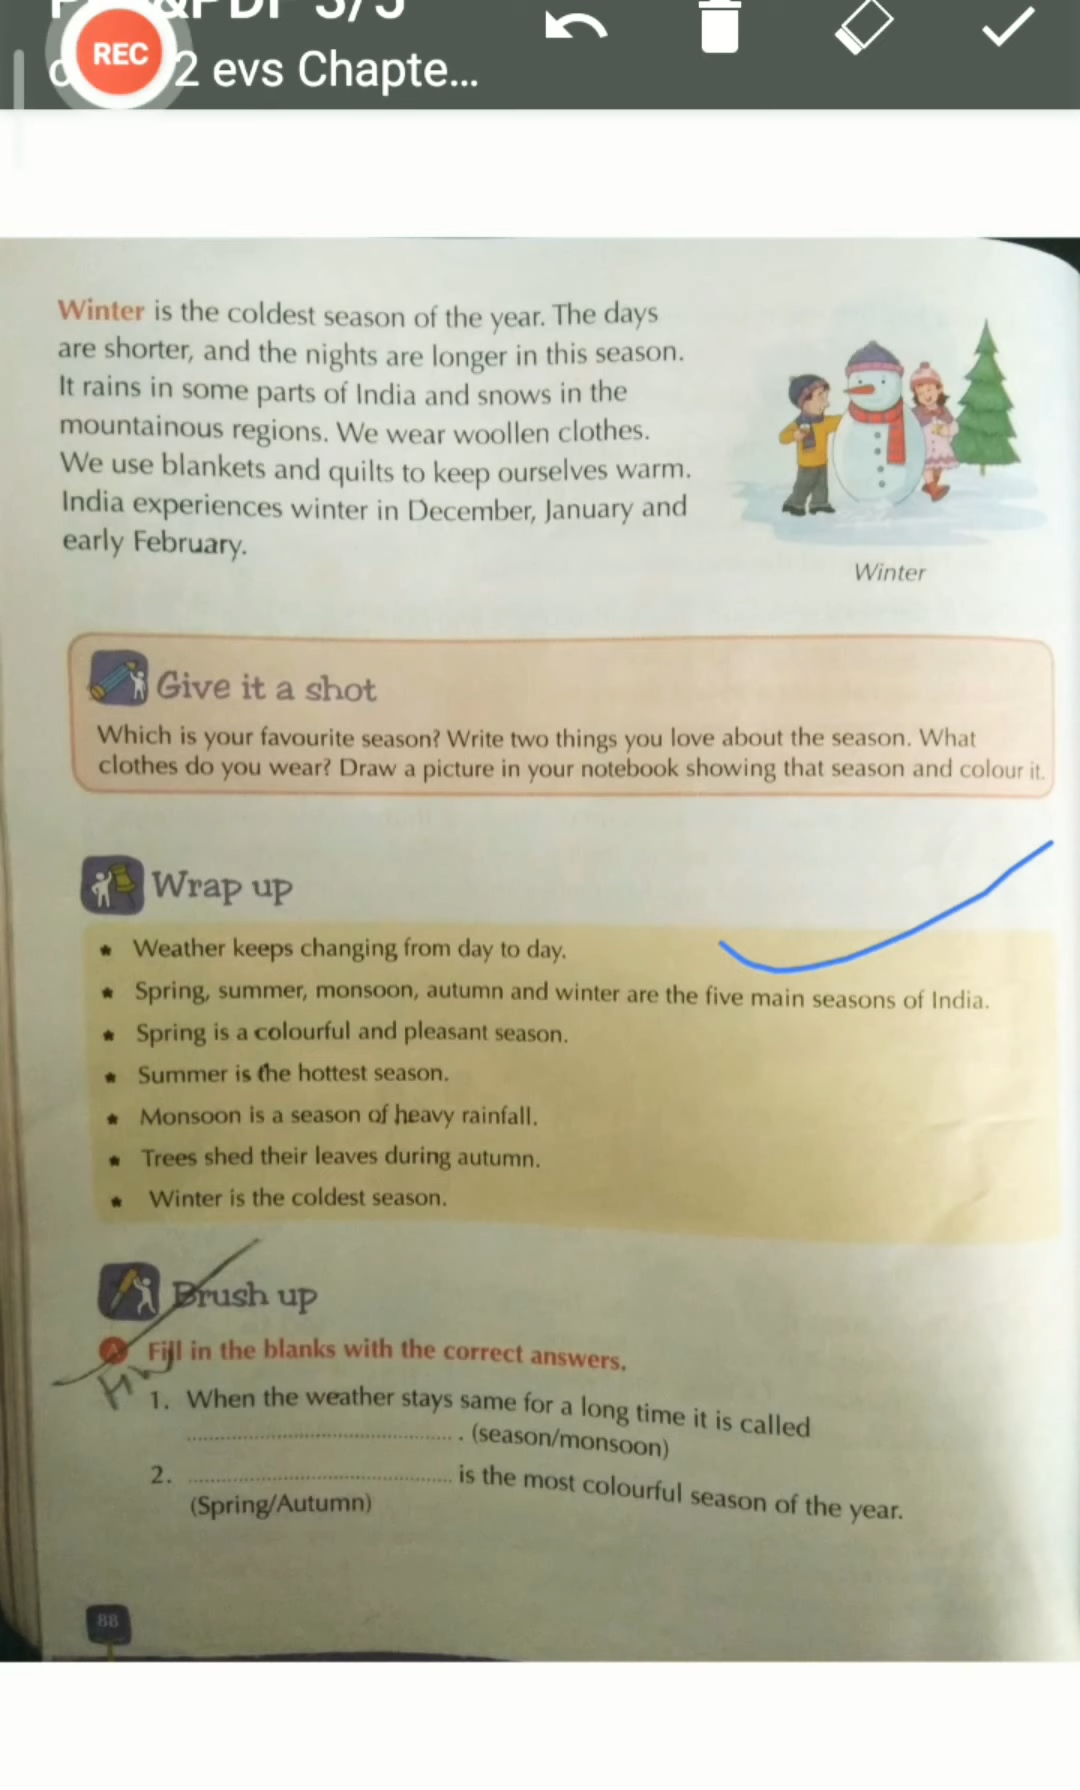 REC
2 evs Chapte...
Winter is the coldest season of the year. The days
are shorter, and the nights are longer in this season.
It rains in some parts of India and snows in the
mountainous regions. We wear woollen clothes.
We use blankets and quilts to keep ourselves warm.
India experiences winter in December, January and
early February.
Winter
Give it a shot
Which is your favourite season? Write two things you love about the season. What
clothes do you wear? Draw a picture in your notebook showing that season and colour it.
Wrap up
★ Weather keeps changing from day to day.
★ Spring, summer, monsoon, autumn and winter are the five main seasons of India.
★ Spring is a colourful and pleasant season.
★ Summer is the hottest season.
★ Monsoon is a season of heavy rainfall.
★ Trees shed their leaves during autumn.
★ Winter is the coldest season.
Brush up
A Fill in the blanks with the correct answers.
1. When the weather stays same for a long time it is called
. (season/monsoon)
2. is the most colourful season of the year.
(Spring/Autumn)
88